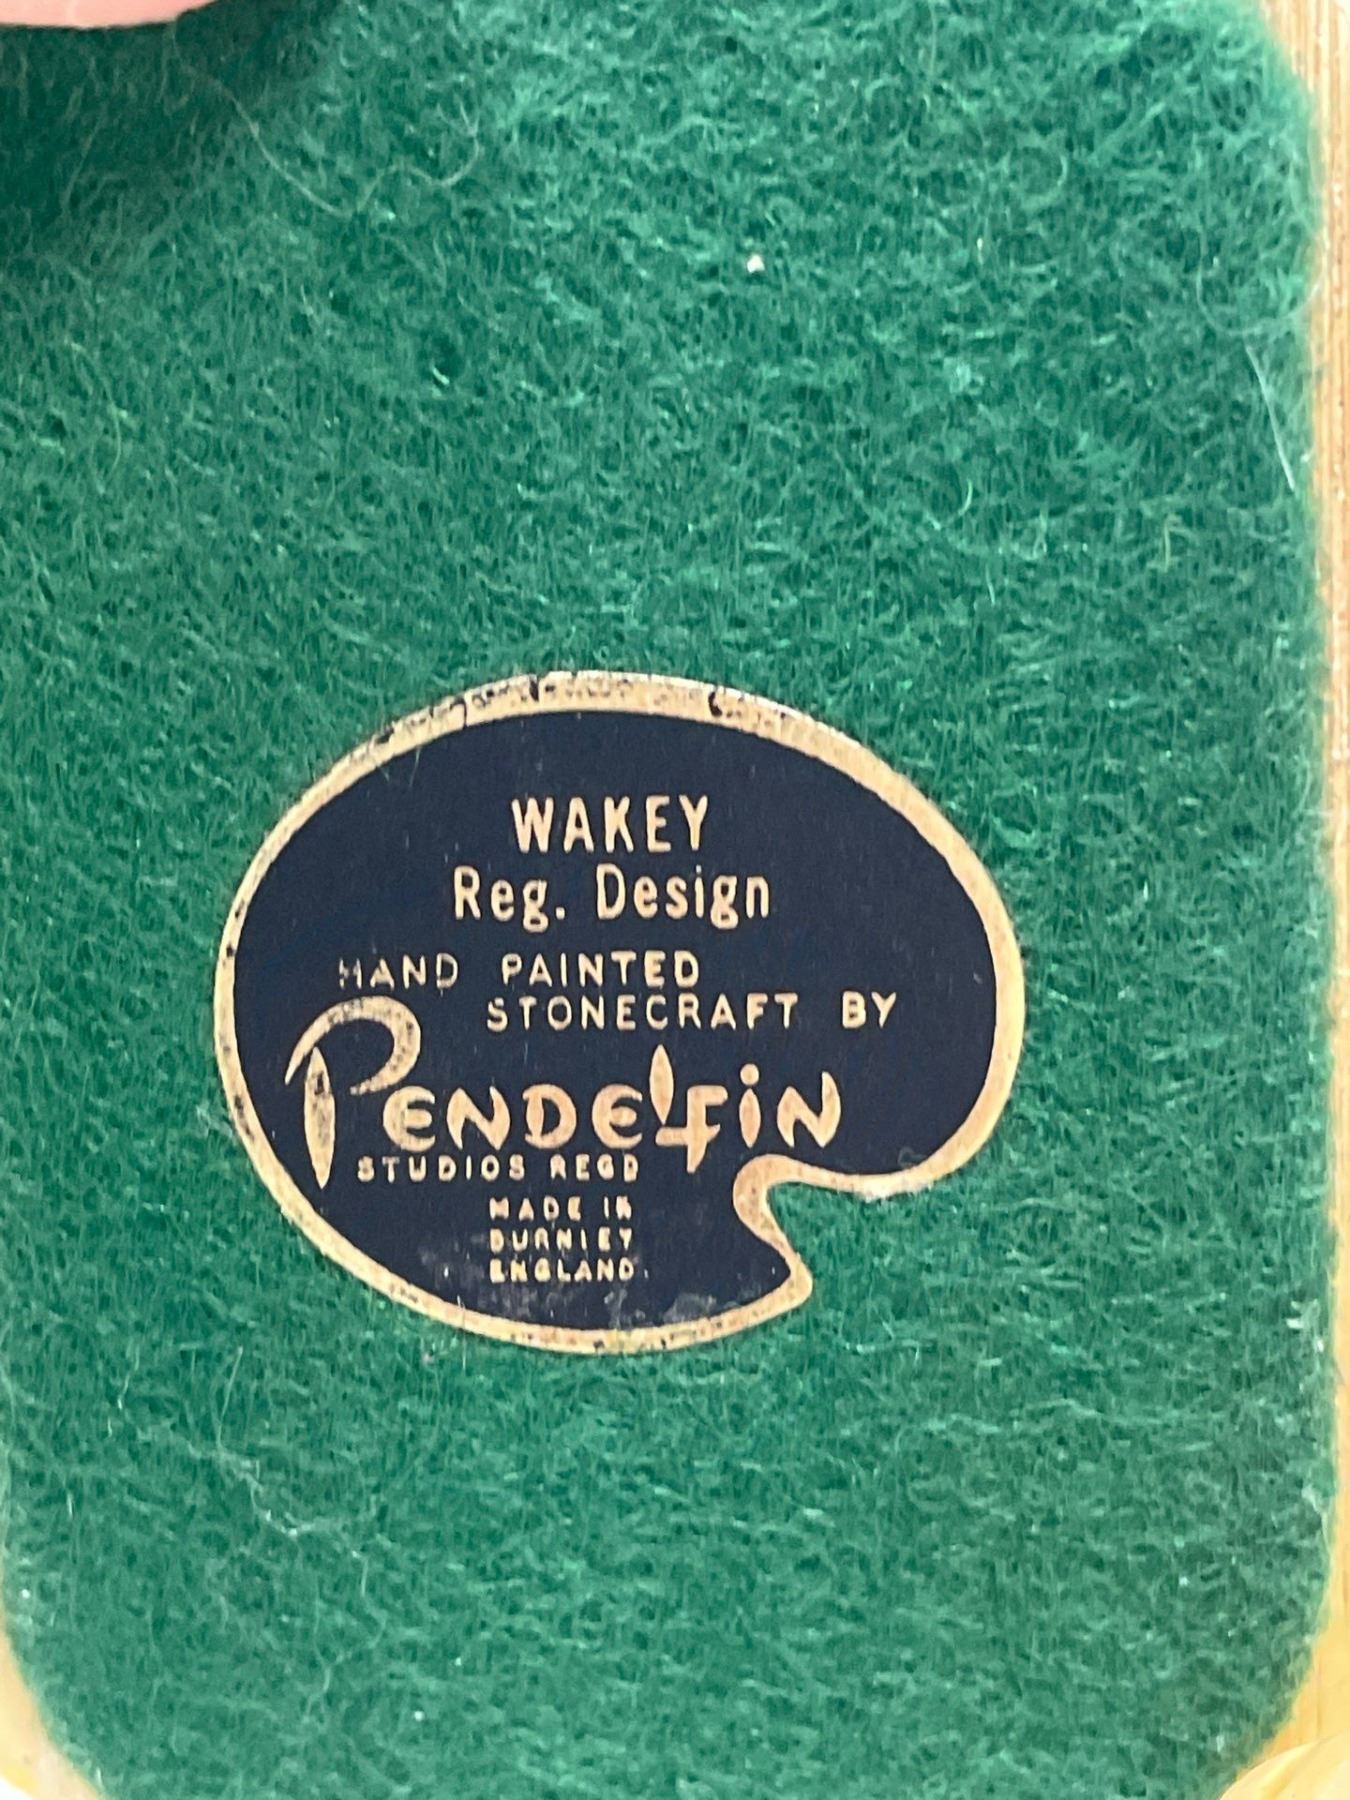 WAKEY
Reg. Design
HAND PAINTED
STONECRAFT BY
PENDELFIN
STUDIOS REGD
MADE IN
BURNLEY
ENGLAND.